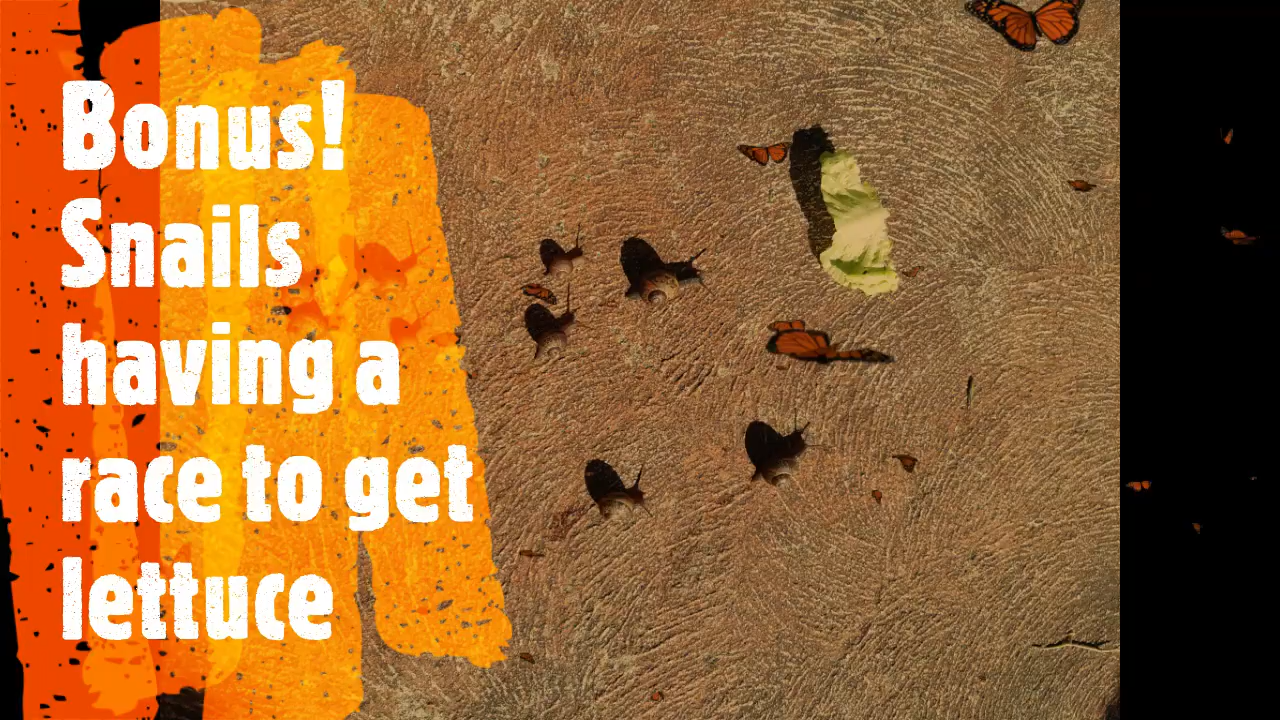 Bonus!
Snails
having a
race to get
lettuce